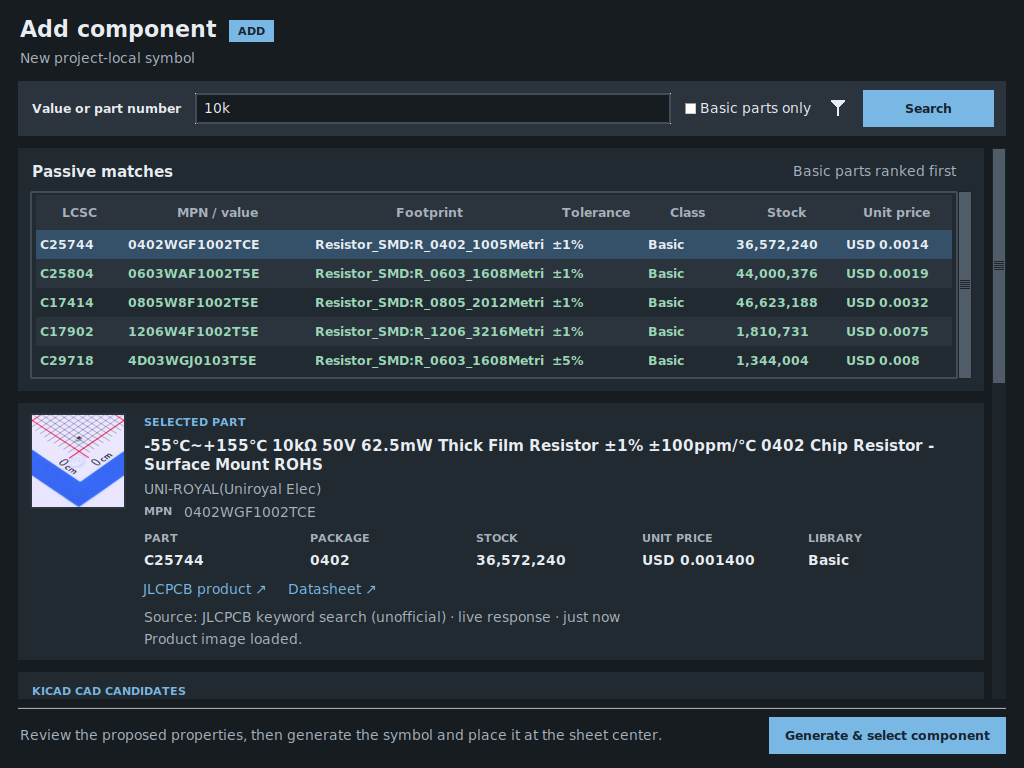 Add component ADD
New project-local symbol
Value or part number 10k Basic parts only Search
Passive matches Basic parts ranked first
LCSC MPN / value Footprint Tolerance Class Stock Unit price
C25744 0402WGF1002TCE Resistor_SMD:R_0402_1005Metri ±1% Basic 36,572,240 USD 0.0014
C25804 0603WAF1002T5E Resistor_SMD:R_0603_1608Metri ±1% Basic 44,000,376 USD 0.0019
C17414 0805W8F1002T5E Resistor_SMD:R_0805_2012Metri ±1% Basic 46,623,188 USD 0.0032
C17902 1206W4F1002T5E Resistor_SMD:R_1206_3216Metri ±1% Basic 1,810,731 USD 0.0075
C29718 4D03WGJ0103T5E Resistor_SMD:R_0603_1608Metri ±5% Basic 1,344,004 USD 0.008
SELECTED PART
-55℃~+155℃ 10kΩ 50V 62.5mW Thick Film Resistor ±1% ±100ppm/℃ 0402 Chip Resistor -
Surface Mount ROHS
0cm 0cm
UNI-ROYAL(Uniroyal Elec)
MPN 0402WGF1002TCE
PART PACKAGE STOCK UNIT PRICE LIBRARY
C25744 0402 36,572,240 USD 0.001400 Basic
JLCPCB product ↗ Datasheet ↗
Source: JLCPCB keyword search (unofficial) · live response · just now
Product image loaded.
KICAD CAD CANDIDATES
Review the proposed properties, then generate the symbol and place it at the sheet center. Generate & select component